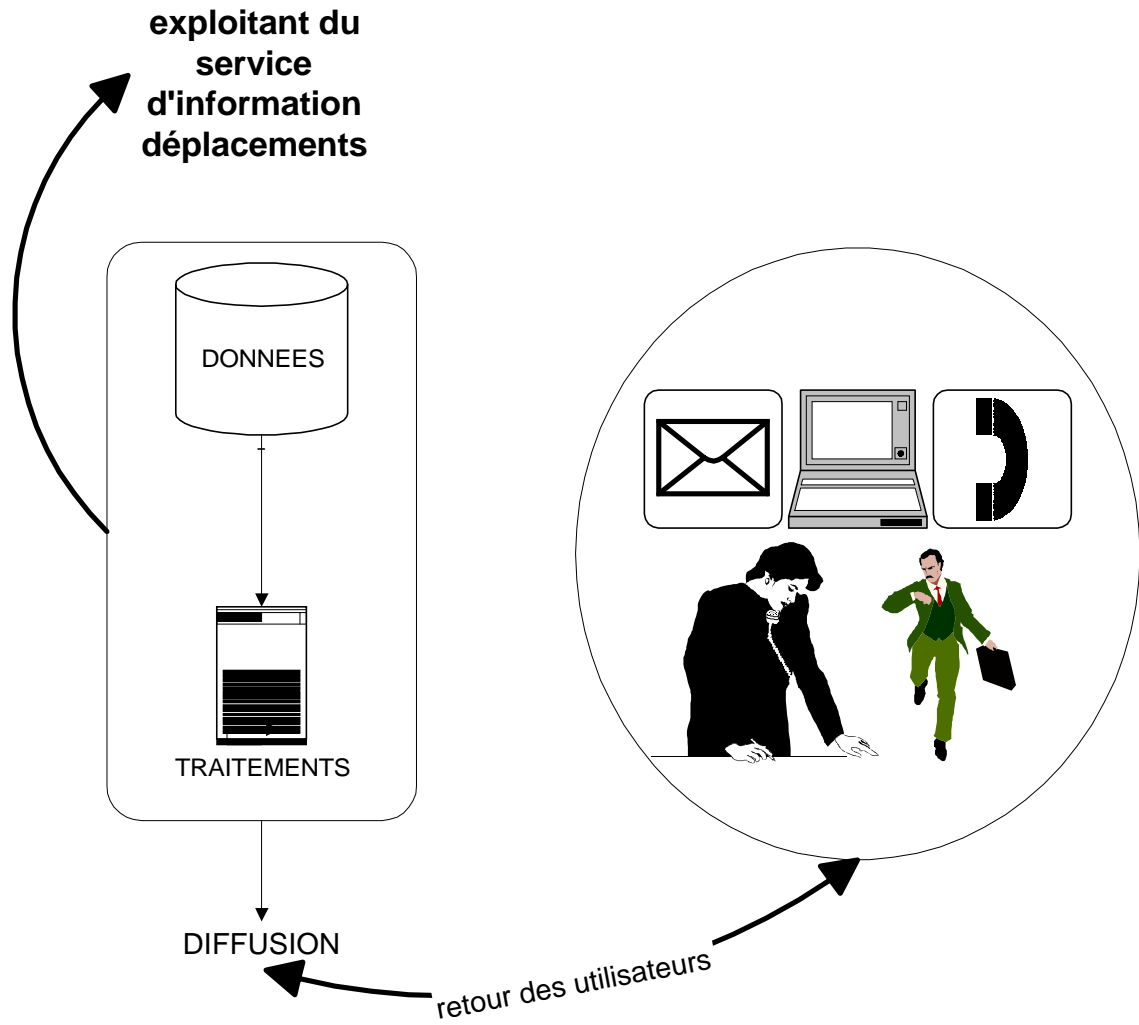 exploitant du
service
d'information
déplacements
DONNEES
TRAITEMENTS
DIFFUSION
retour des utilisateurs